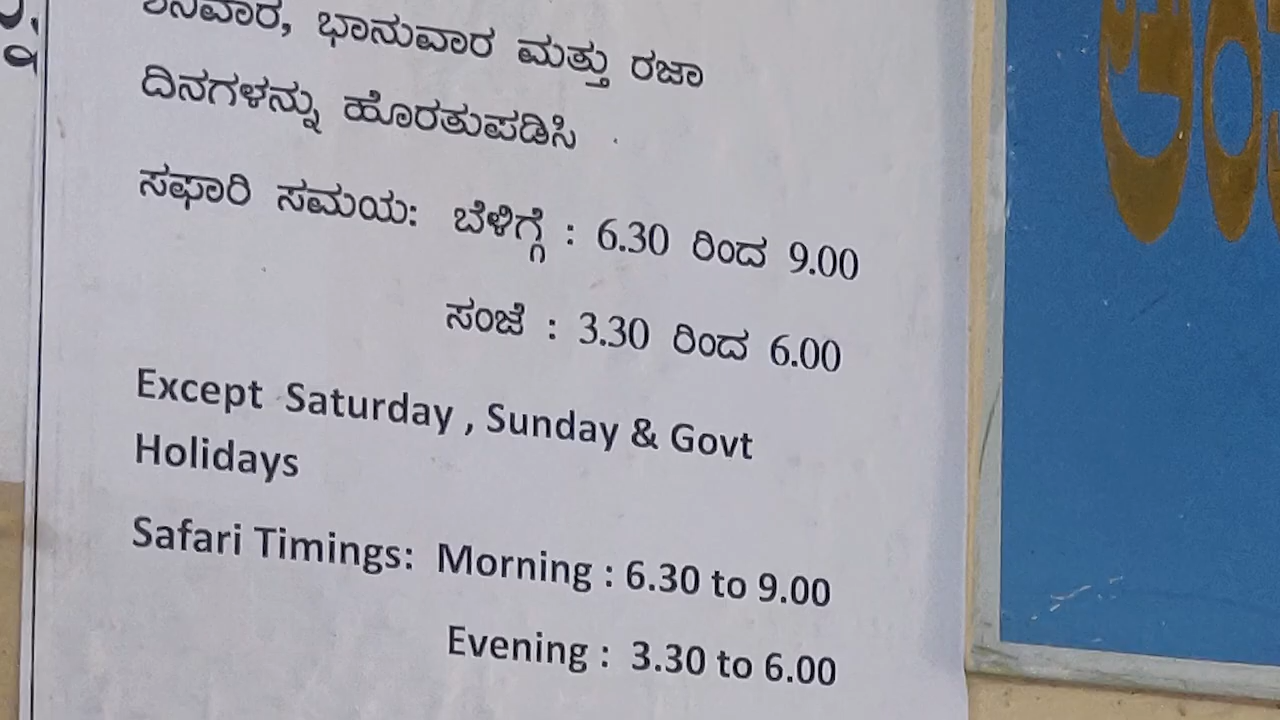 ಶನಿವಾರ, ಭಾನುವಾರ ಮತ್ತು ರಜಾ
ದಿನಗಳನ್ನು ಹೊರತುಪಡಿಸಿ
ಸಫಾರಿ ಸಮಯ: ಬೆಳಿಗ್ಗೆ : 6.30 ರಿಂದ 9.00
ಸಂಜೆ : 3.30 ರಿಂದ 6.00
Except Saturday , Sunday & Govt
Holidays
Safari Timings: Morning : 6.30 to 9.00
Evening : 3.30 to 6.00